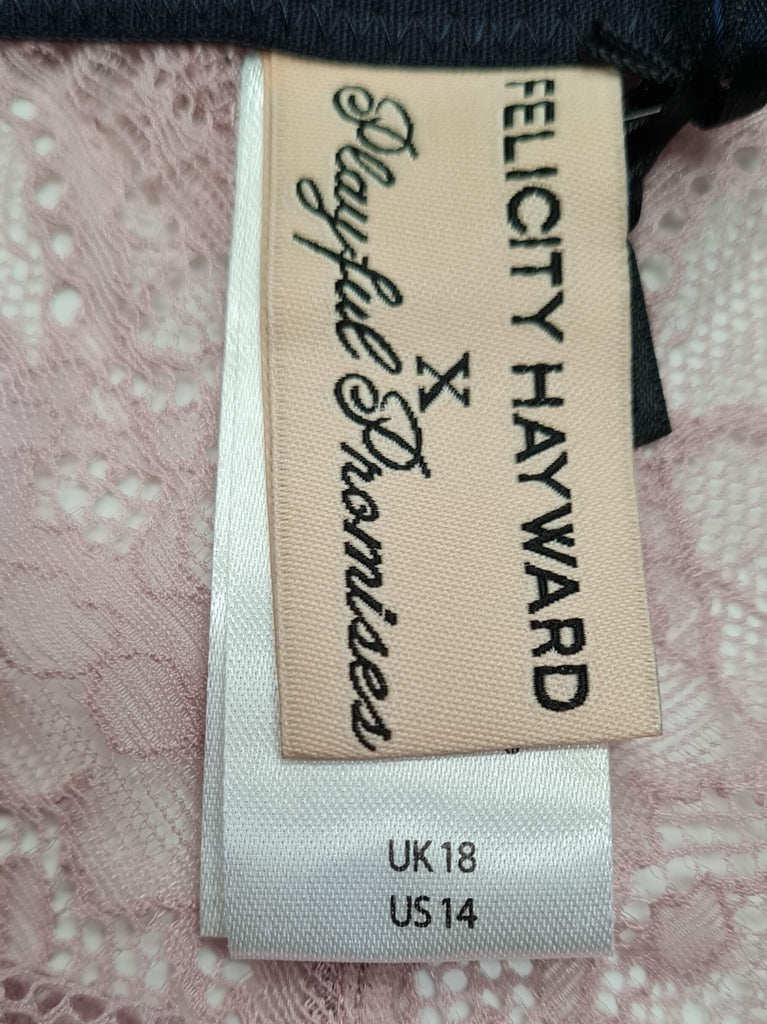 FELICITY HAYWARD
X
Playful Promises
UK 18
US 14